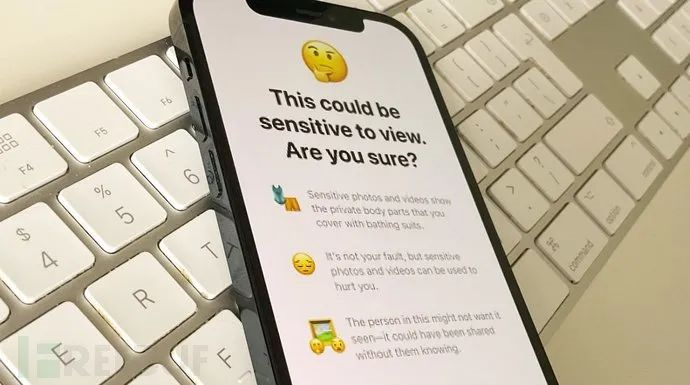 This could be
sensitive to view.
Are you sure?
Sensitive photos and videos show
the private body parts that you
cover with bathing suits.
It's not your fault, but sensitive
photos and videos can be used to
hurt you.
The person in this might not want it
seen—it could have been shared
without them knowing.
F4
F5
F6
$
4
%
5
^
6
E
R
T
F
command
option
control
REEBUF